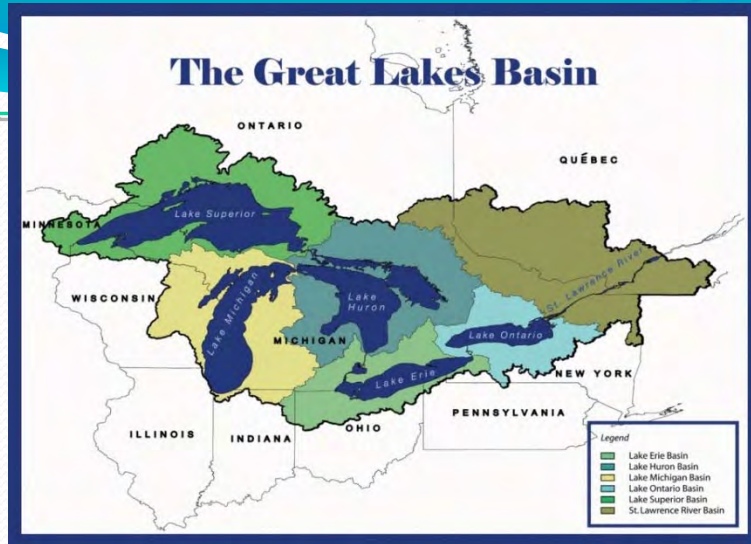 The Great Lakes Basin
ONTARIO
QUÉBEC
Lake Superior
MINNESOTA
St. Lawrence River
WISCONSIN
Lake Michigan
Lake
Huron
MICHIGAN
Lake Ontario
Lake Erie
NEW YORK
PENNSYLVANIA
ILLINOIS
INDIANA
OHIO
Legend
Lake Erie Basin
Lake Huron Basin
Lake Michigan Basin
Lake Ontario Basin
Lake Superior Basin
St. Lawrence River Basin